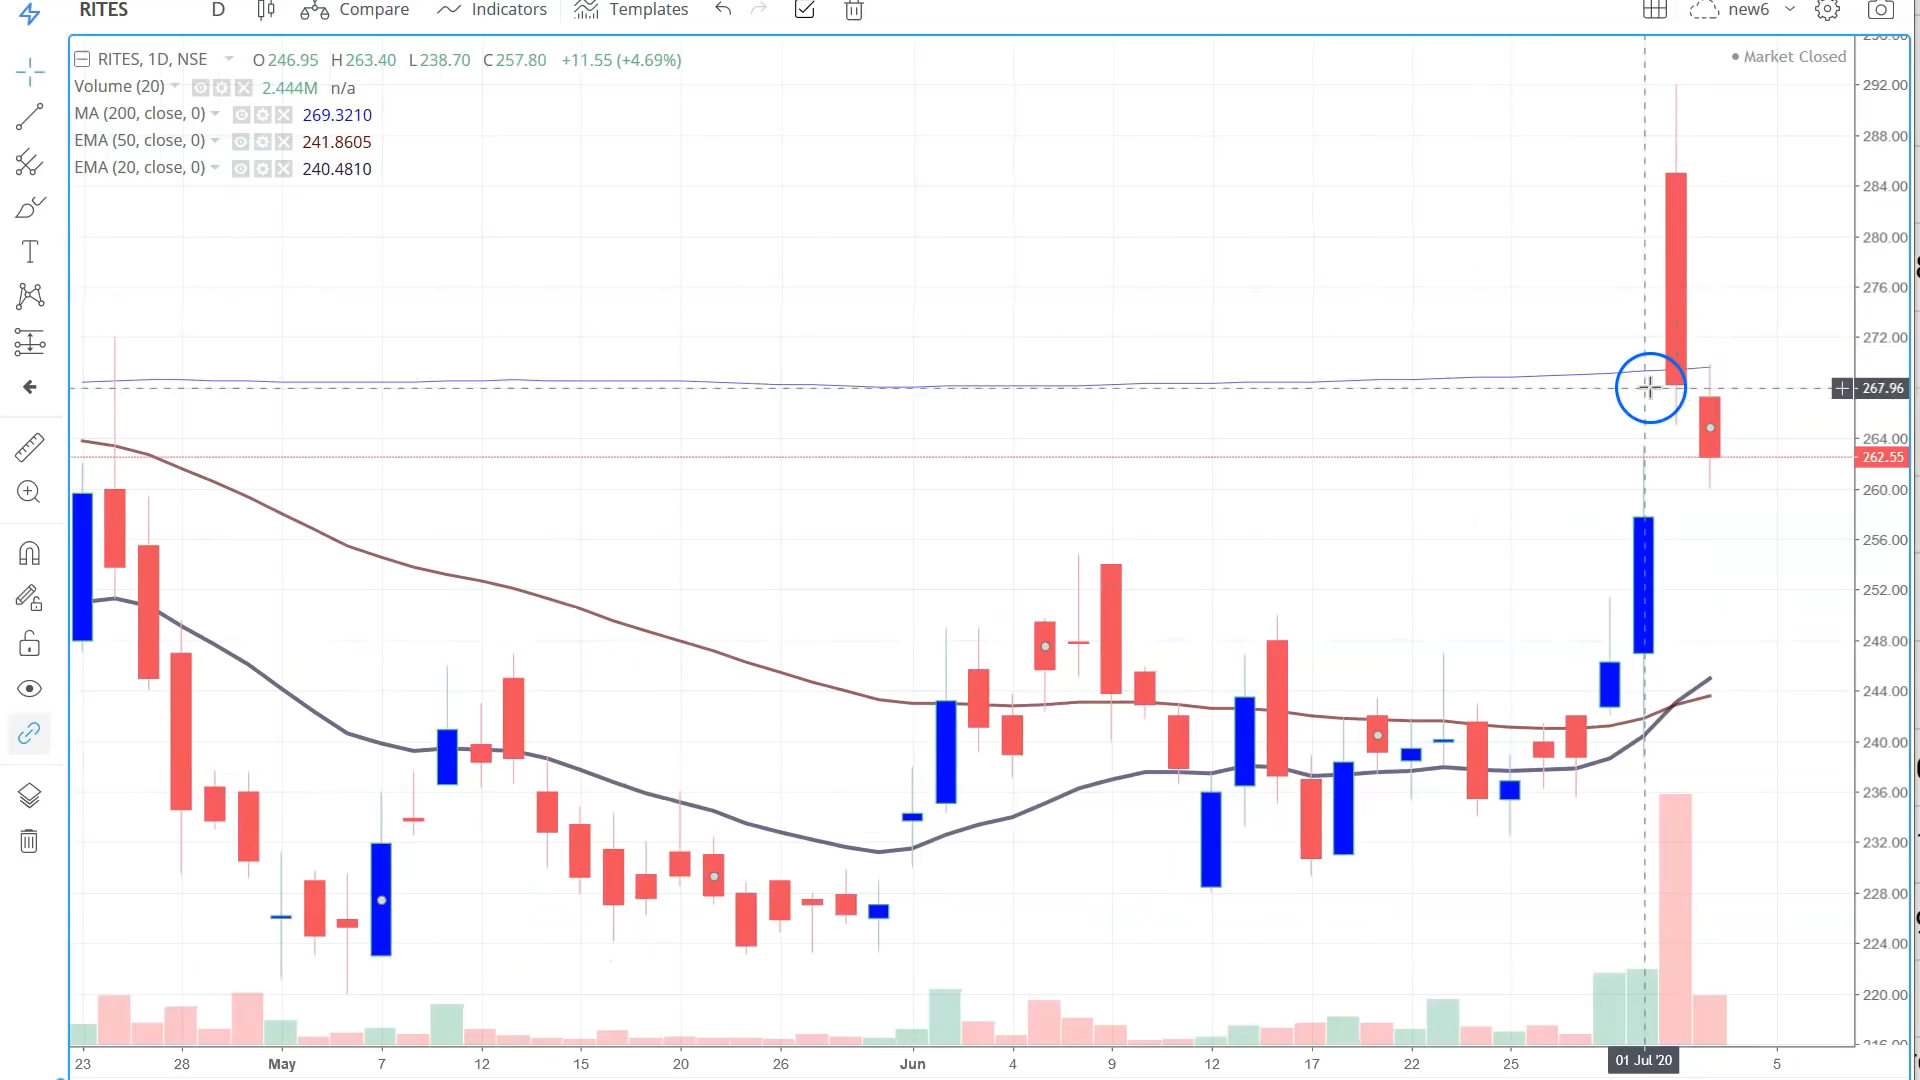 RITES D Compare Indicators Templates new6
RITES, 1D, NSE O246.95 H263.40 L238.70 C257.80 +11.55 (+4.69%)
Market Closed
Volume (20) 2.444M n/a
MA (200, close, 0) 269.3210
EMA (50, close, 0) 241.8605
EMA (20, close, 0) 240.4810
292.00
288.00
284.00
280.00
276.00
272.00
267.96
264.00
262.55
260.00
256.00
252.00
248.00
244.00
240.00
236.00
232.00
228.00
224.00
220.00
23 28 May 7 12 15 20 26 Jun 4 9 12 17 22 25 01 Jul '20 5